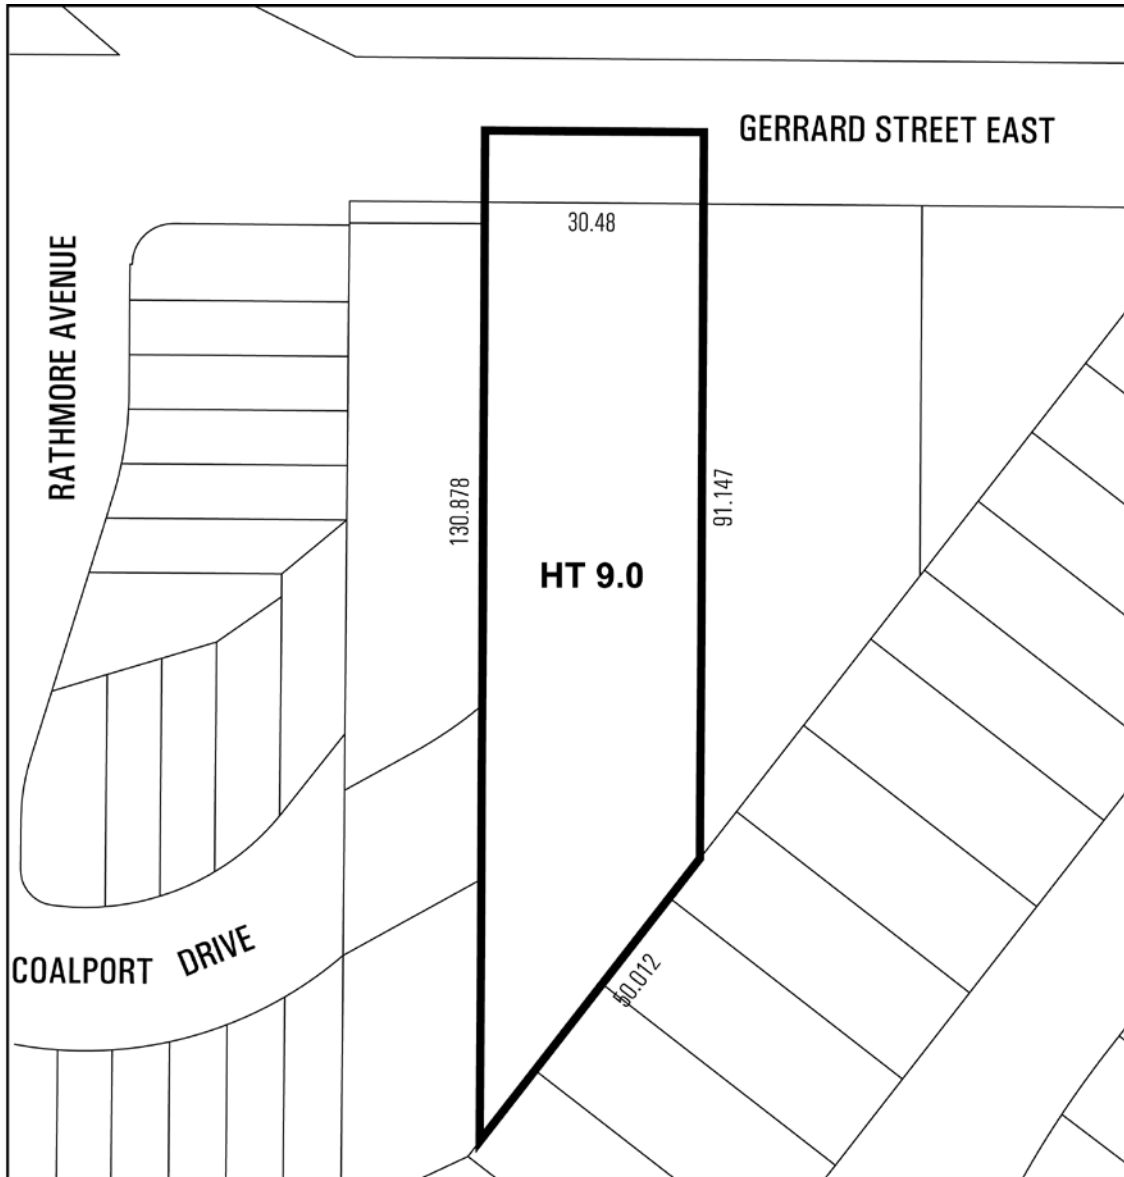 GERRARD STREET EAST
30.48
RATHMORE AVENUE
130.878
91.147
HT 9.0
50.012
COALPORT DRIVE